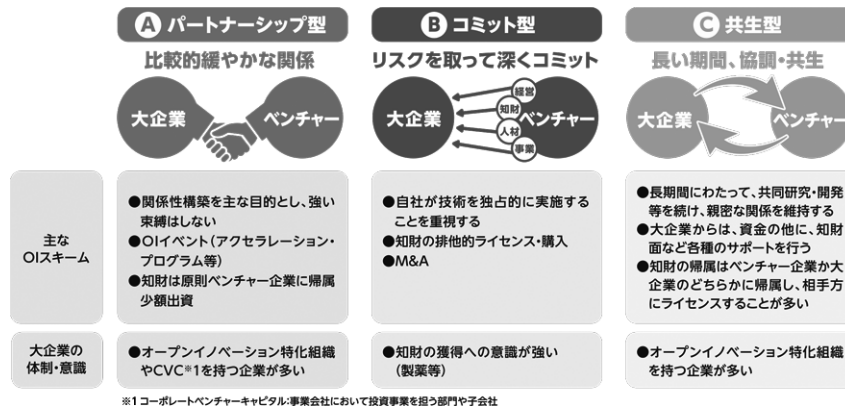 A パートナーシップ型
比較的緩やかな関係
大企業
ベンチャー
B コミット型
リスクを取って深くコミット
大企業
経営
知財
人材
事業
ベンチャー
C 共生型
長い期間、協調・共生
大企業
ベンチャー
主な
OIスキーム
●関係性構築を主な目的とし、強い
束縛はしない
●OIイベント(アクセラレーション・
プログラム等)
●知財は原則ベンチャー企業に帰属
少額出資
●自社が技術を独占的に実施する
ことを重視する
●知財の排他的ライセンス・購入
●M&A
●長期間にわたって、共同研究・開発
等を続け、親密な関係を維持する
●大企業からは、資金の他に、知財
面など各種のサポートを行う
●知財の帰属はベンチャー企業か大
企業のどちらかに帰属し、相手方
にライセンスすることが多い
大企業の
体制・意識
●オープンイノベーション特化組織
やCVC※1を持つ企業が多い
●知財の獲得への意識が強い
(製薬等)
●オープンイノベーション特化組織
を持つ企業が多い
※1 コーポレートベンチャーキャピタル:事業会社において投資事業を担う部門や子会社